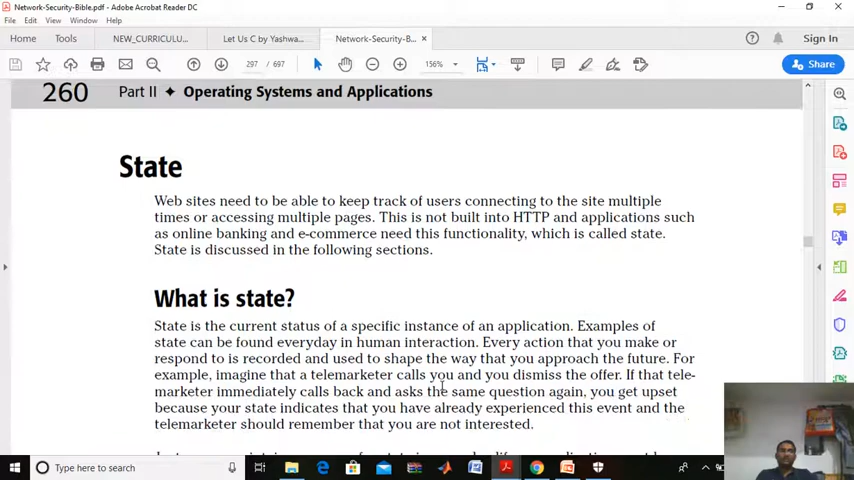 Network-Security-Bible.pdf - Adobe Acrobat Reader DC
File Edit View Window Help
Home Tools NEW_CURRICULU... Let Us C by Yashwa... Network-Security-B... × Sign In
297 / 697 156% Share
260 Part II ✦ Operating Systems and Applications
State
Web sites need to be able to keep track of users connecting to the site multiple
times or accessing multiple pages. This is not built into HTTP and applications such
as online banking and e-commerce need this functionality, which is called state.
State is discussed in the following sections.
What is state?
State is the current status of a specific instance of an application. Examples of
state can be found everyday in human interaction. Every action that you make or
respond to is recorded and used to shape the way that you approach the future. For
example, imagine that a telemarketer calls you and you dismiss the offer. If that tele-
marketer immediately calls back and asks the same question again, you get upset
because your state indicates that you have already experienced this event and the
telemarketer should remember that you are not interested.
Type here to search